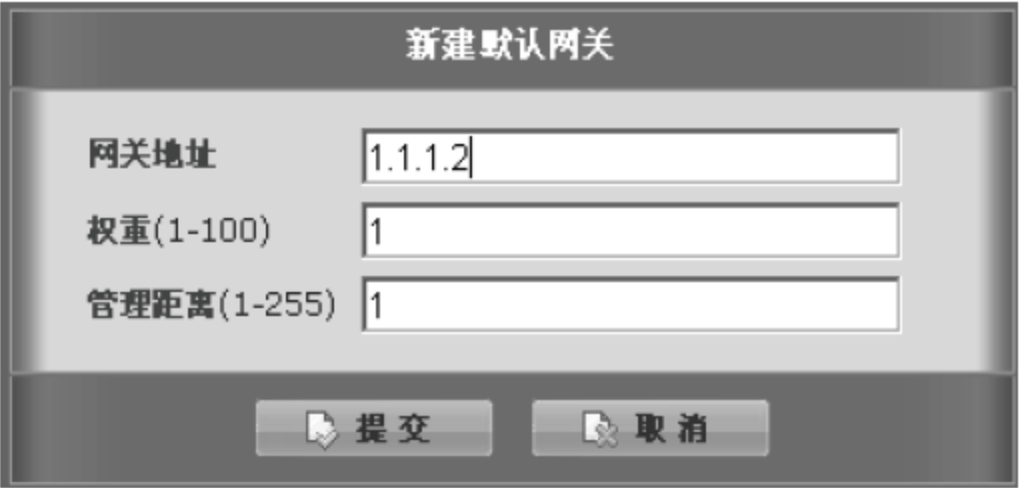 新建默认网关
网关地址 1.1.1.2
权重(1-100) 1
管理距离(1-255) 1
提交 取消